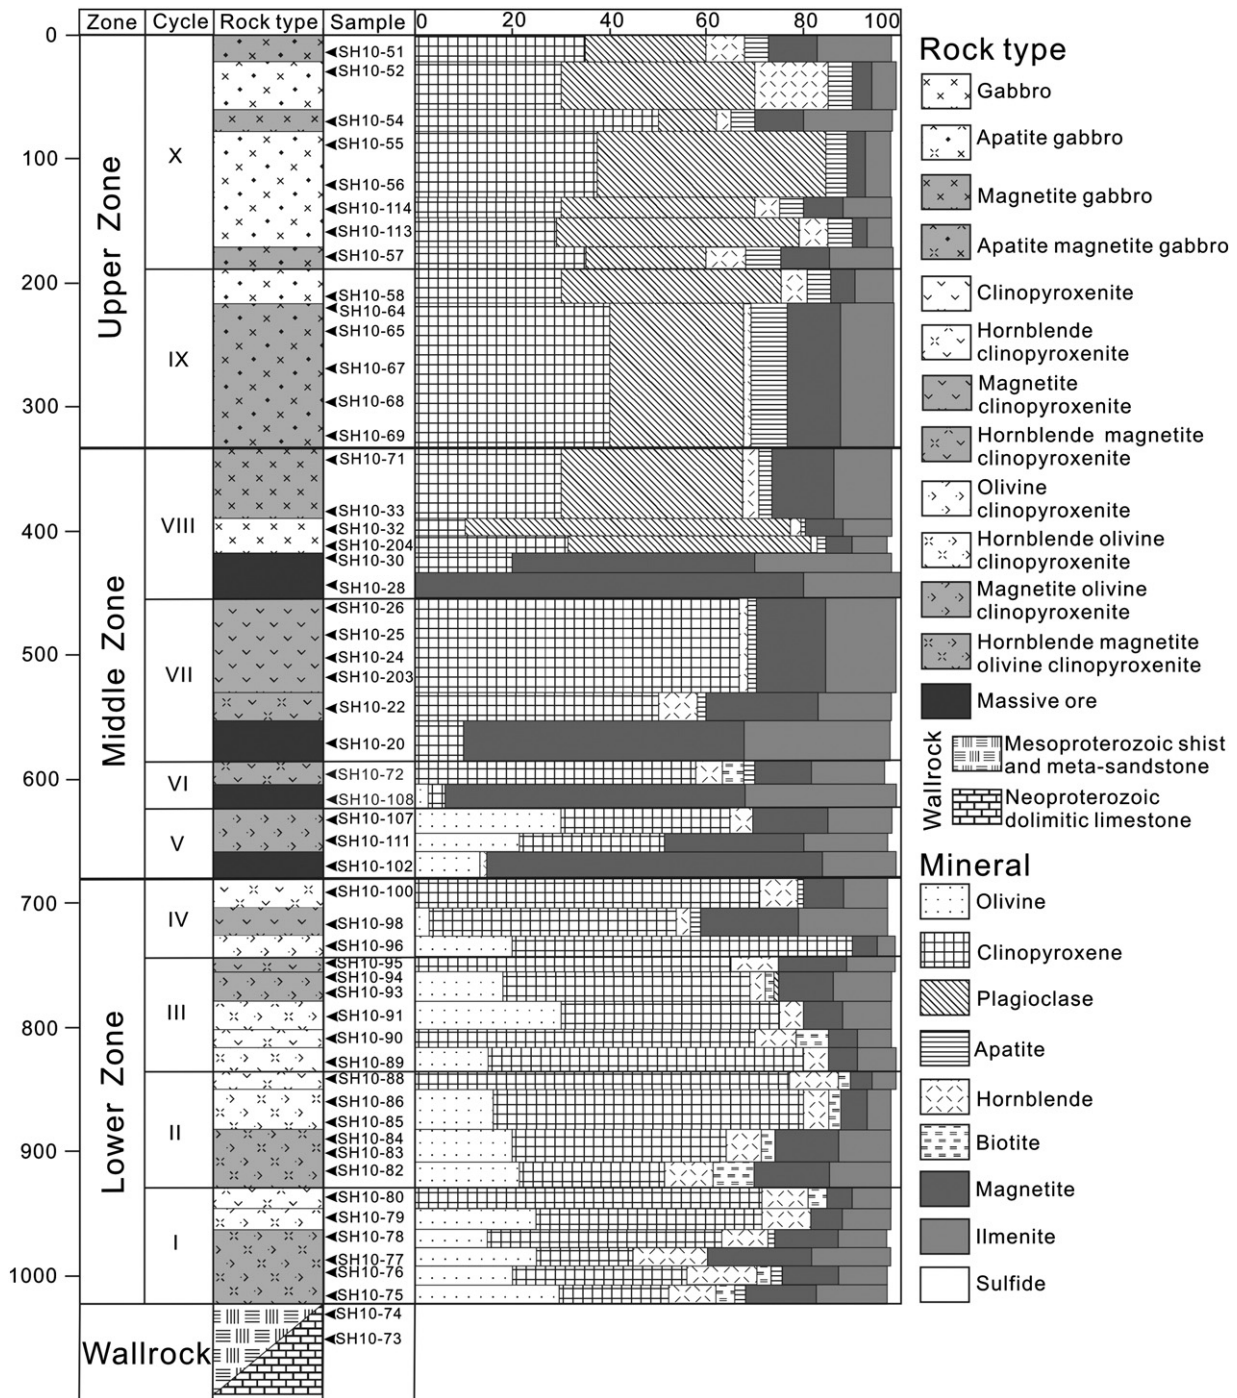 Zone Cycle Rock type Sample 0 20 40 60 80 100
0
100
200
300
400
500
600
700
800
900
1000
Upper Zone
Middle Zone
Lower Zone
Wallrock
X
IX
VIII
VII
VI
V
IV
III
II
I
SH10-51
SH10-52
SH10-54
SH10-55
SH10-56
SH10-114
SH10-113
SH10-57
SH10-58
SH10-64
SH10-65
SH10-67
SH10-68
SH10-69
SH10-71
SH10-33
SH10-32
SH10-204
SH10-30
SH10-28
SH10-26
SH10-25
SH10-24
SH10-203
SH10-22
SH10-20
SH10-72
SH10-108
SH10-107
SH10-111
SH10-102
SH10-100
SH10-98
SH10-96
SH10-95
SH10-94
SH10-93
SH10-91
SH10-90
SH10-89
SH10-88
SH10-86
SH10-85
SH10-84
SH10-83
SH10-82
SH10-80
SH10-79
SH10-78
SH10-77
SH10-76
SH10-75
SH10-74
SH10-73
Rock type
Gabbro
Apatite gabbro
Magnetite gabbro
Apatite magnetite gabbro
Clinopyroxenite
Hornblende
clinopyroxenite
Magnetite
clinopyroxenite
Hornblende magnetite
clinopyroxenite
Olivine
clinopyroxenite
Hornblende olivine
clinopyroxenite
Magnetite olivine
clinopyroxenite
Hornblende magnetite
olivine clinopyroxenite
Massive ore
Wallrock
Mesoproterozoic shist
and meta-sandstone
Neoproterozoic
dolimitic limestone
Mineral
Olivine
Clinopyroxene
Plagioclase
Apatite
Hornblende
Biotite
Magnetite
Ilmenite
Sulfide